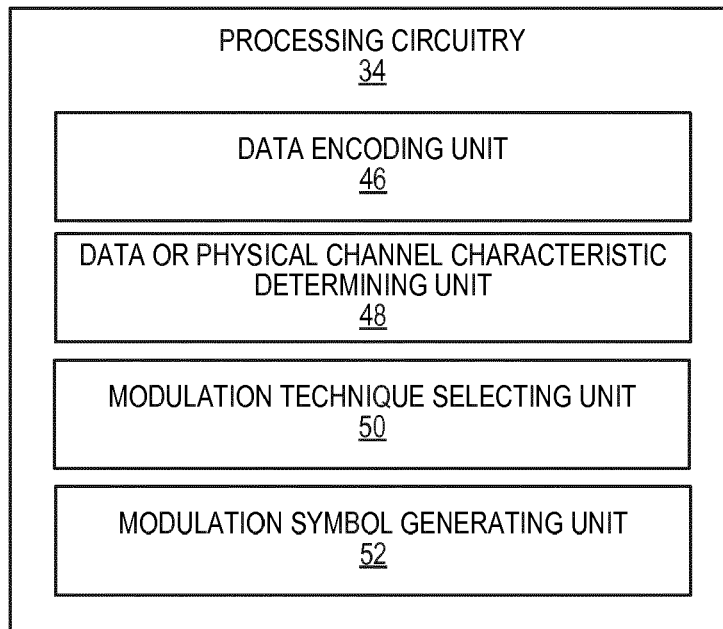 PROCESSING CIRCUITRY
34
DATA ENCODING UNIT
46
DATA OR PHYSICAL CHANNEL CHARACTERISTIC
DETERMINING UNIT
48
MODULATION TECHNIQUE SELECTING UNIT
50
MODULATION SYMBOL GENERATING UNIT
52